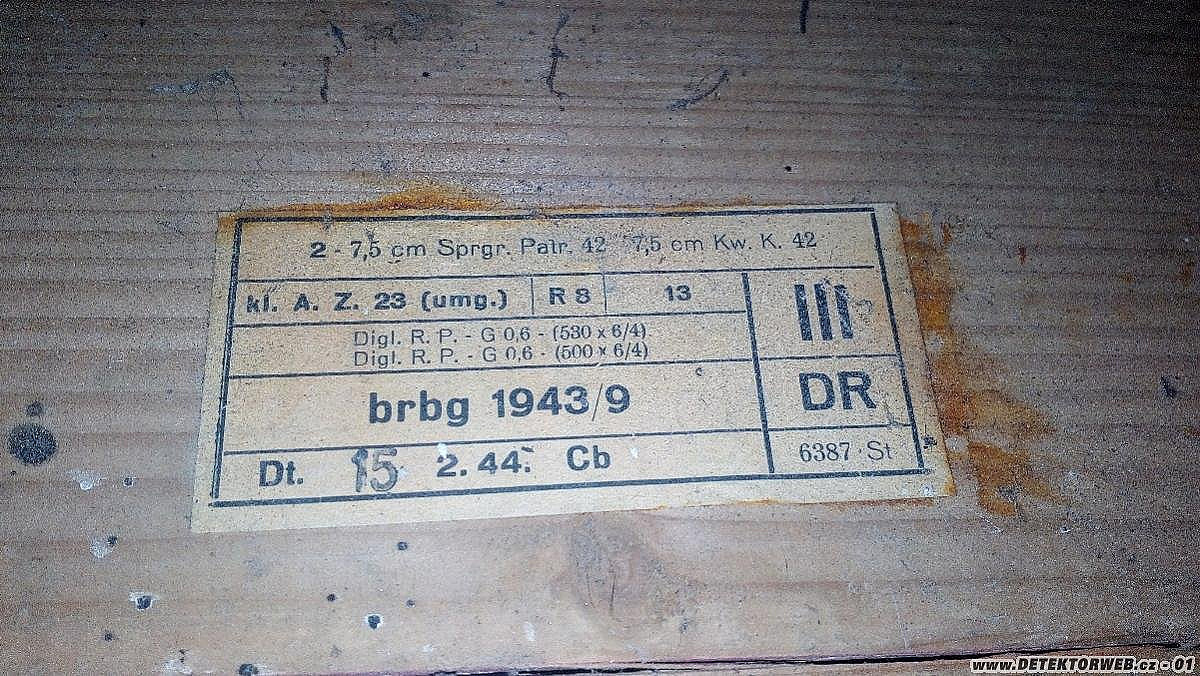 2 - 7,5 cm Sprgr. Patr. 42 7,5 cm Kw. K. 42
kl. A. Z. 23 (umg.) R 8 13 III
Digl. R. P. - G 0,6 - (530 x 6/4)
Digl. R. P. - G 0,6 - (500 x 6/4)
brbg 1943/9 DR
Dt. 15 2. 44. Cb 6387 · St
www.DETEKTORWEB.cz - 01